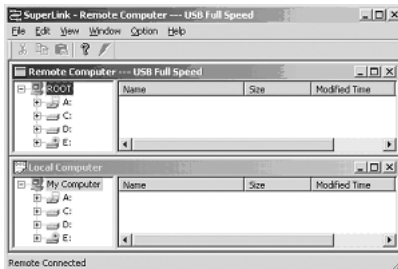 SuperLink - Remote Computer --- USB Full Speed
File Edit View Window Option Help
Remote Computer --- USB Full Speed
ROOT
A:
C:
D:
E:
Name Size Modified Time
Local Computer
My Computer
A:
C:
D:
E:
Name Size Modified Time
Remote Connected